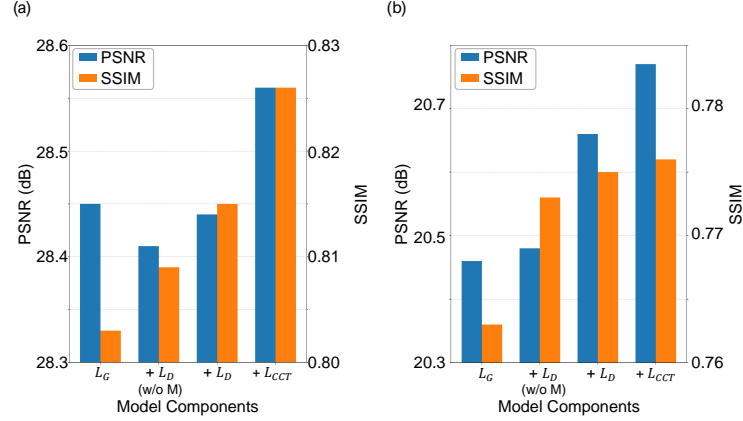 (a)
28.6
28.5
28.4
28.3
PSNR (dB)
PSNR
SSIM
0.83
0.82
0.81
0.80
SSIM
L_G
+ L_D
(w/o M)
+ L_D
+ L_CCT
Model Components
(b)
20.7
20.5
20.3
PSNR (dB)
PSNR
SSIM
0.78
0.77
0.76
SSIM
L_G
+ L_D
(w/o M)
+ L_D
+ L_CCT
Model Components